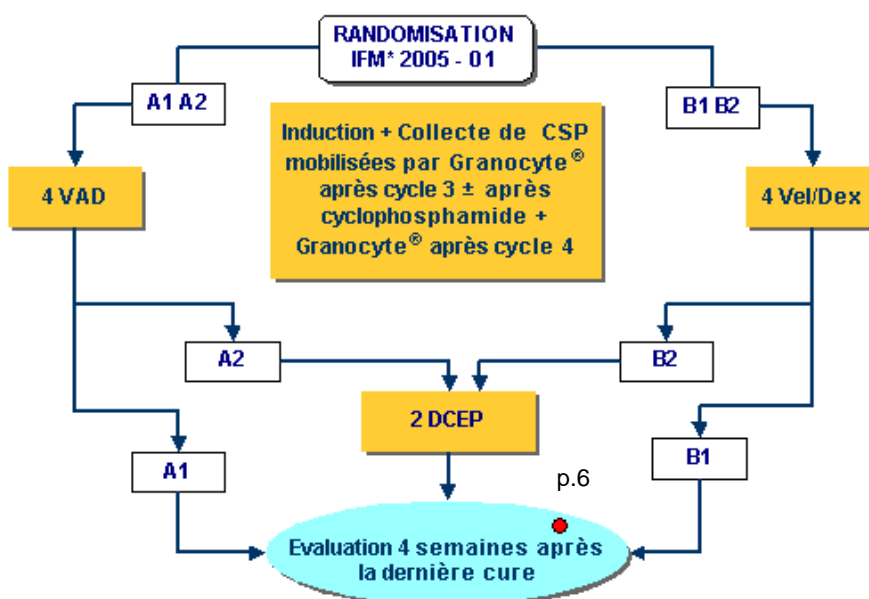 RANDOMISATION
IFM* 2005 - 01
A1 A2
B1 B2
Induction + Collecte de CSP
mobilisées par Granocyte®
après cycle 3 ± après
cyclophosphamide +
Granocyte® après cycle 4
4 VAD
4 Vel/Dex
A2
B2
2 DCEP
A1
B1
p.6
Evaluation 4 semaines après
la dernière cure